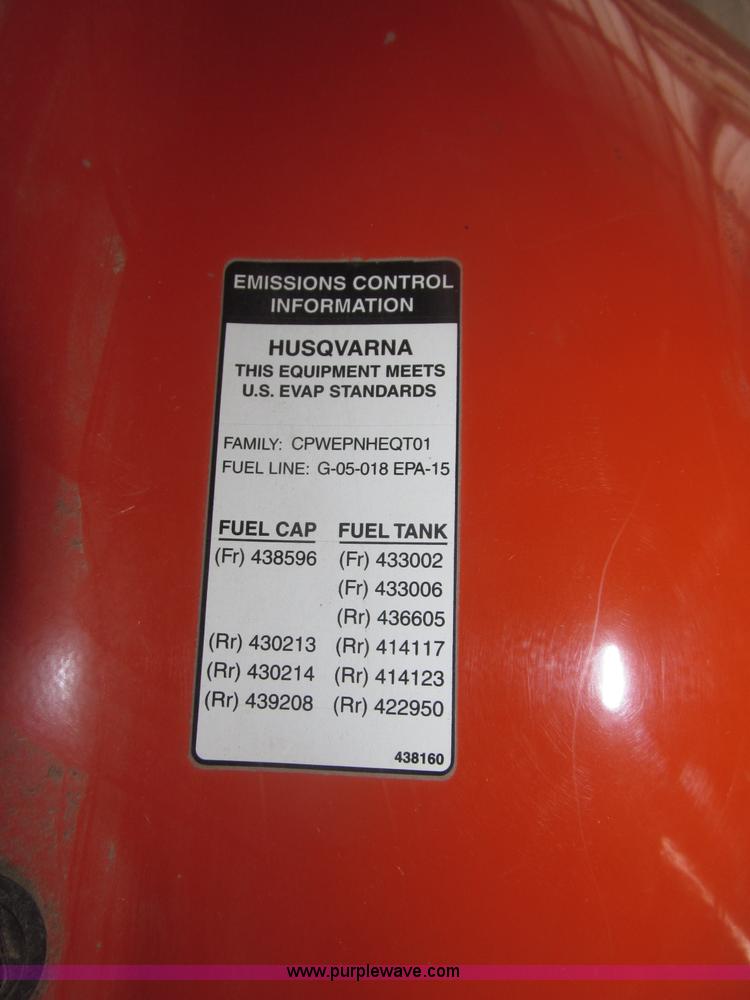 EMISSIONS CONTROL
INFORMATION
HUSQVARNA
THIS EQUIPMENT MEETS
U.S. EVAP STANDARDS
FAMILY: CPWEPNHEQT01
FUEL LINE: G-05-018 EPA-15
FUEL CAP FUEL TANK
(Fr) 438596 (Fr) 433002
(Fr) 433006
(Rr) 436605
(Rr) 430213 (Rr) 414117
(Rr) 430214 (Rr) 414123
(Rr) 439208 (Rr) 422950
438160
www.purplewave.com